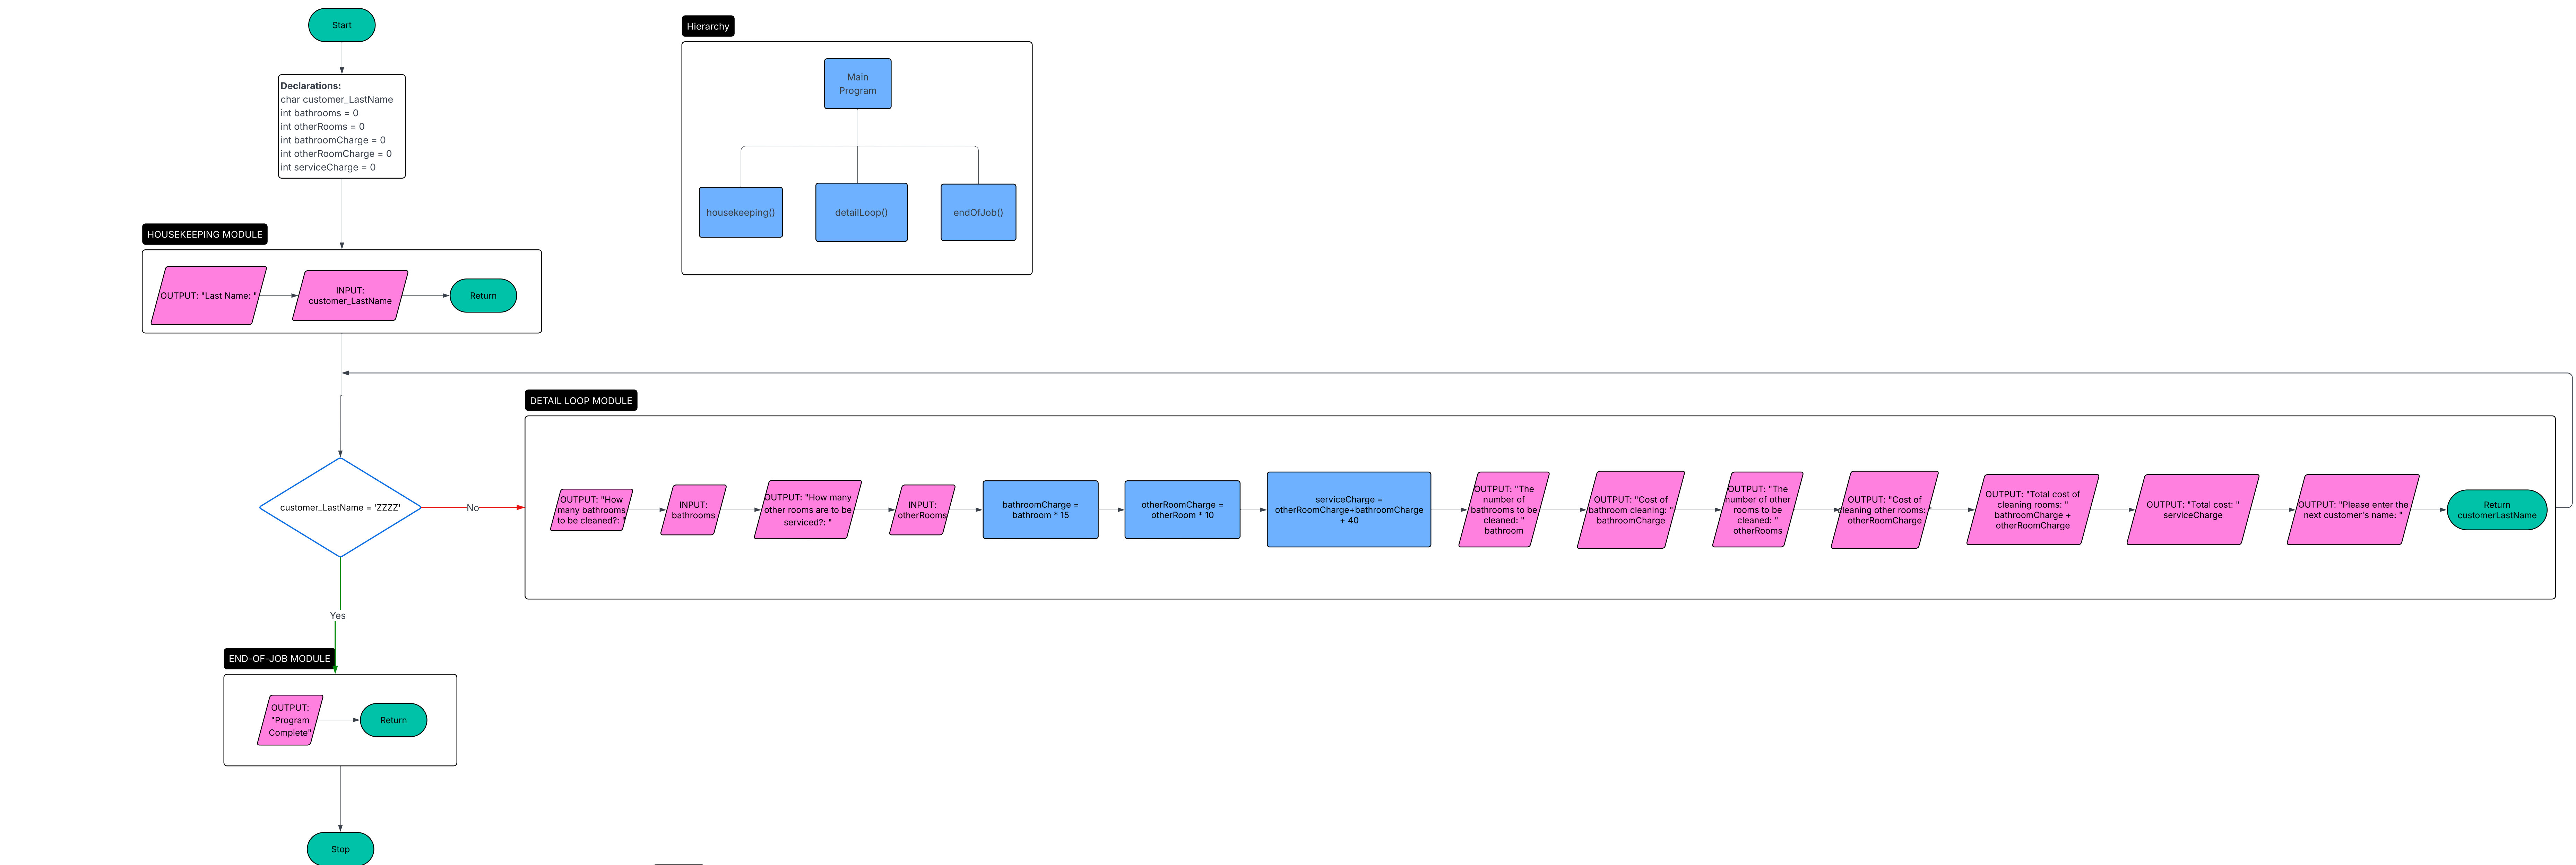 Start
Declarations:
char customer_LastName
int bathrooms = 0
int otherRooms = 0
int bathroomCharge = 0
int otherRoomCharge = 0
int serviceCharge = 0
Hierarchy
Main
Program
housekeeping()
detailLoop()
endOfJob()
HOUSEKEEPING MODULE
OUTPUT: "Last Name: "
INPUT:
customer_LastName
Return
DETAIL LOOP MODULE
customer_LastName = 'ZZZZ'
No
OUTPUT: "How
many bathrooms
to be cleaned?: "
INPUT:
bathrooms
OUTPUT: "How many
other rooms are to be
serviced?: "
INPUT:
otherRooms
bathroomCharge =
bathroom * 15
otherRoomCharge =
otherRoom * 10
serviceCharge =
otherRoomCharge+bathroomCharge
+ 40
OUTPUT: "The
number of
bathrooms to be
cleaned: "
bathroom
OUTPUT: "Cost of
bathroom cleaning: "
bathroomCharge
OUTPUT: "The
number of other
rooms to be
cleaned: "
otherRooms
OUTPUT: "Cost of
cleaning other rooms: "
otherRoomCharge
OUTPUT: "Total cost of
cleaning rooms: "
bathroomCharge +
otherRoomCharge
OUTPUT: "Total cost: "
serviceCharge
OUTPUT: "Please enter the
next customer's name: "
Return
customerLastName
Yes
END-OF-JOB MODULE
OUTPUT:
"Program
Complete"
Return
Stop